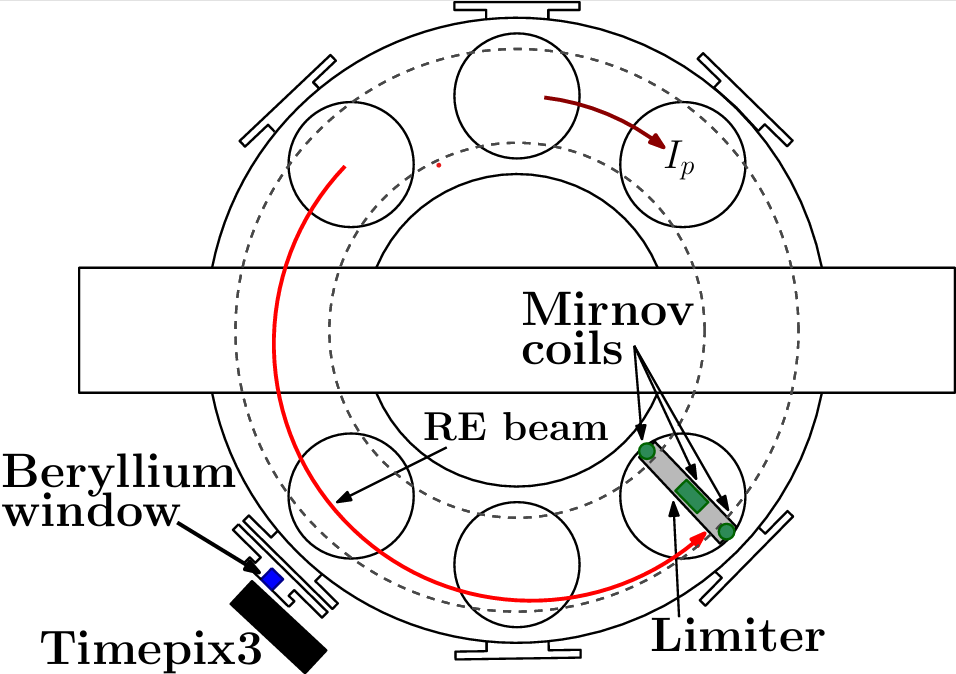 I_p
Mirnov
coils
RE beam
Beryllium
window
Limiter
Timepix3